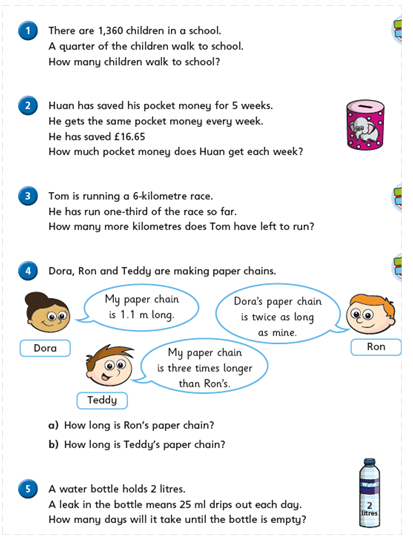 1
There are 1,360 children in a school.
A quarter of the children walk to school.
How many children walk to school?
2
Huan has saved his pocket money for 5 weeks.
He gets the same pocket money every week.
He has saved £16.65
How much pocket money does Huan get each week?
3
Tom is running a 6-kilometre race.
He has run one-third of the race so far.
How many more kilometres does Tom have left to run?
4
Dora, Ron and Teddy are making paper chains.
My paper chain
is 1.1 m long.
Dora
Dora's paper chain
is twice as long
as mine.
Ron
My paper chain
is three times longer
than Ron's.
Teddy
a) How long is Ron's paper chain?
b) How long is Teddy's paper chain?
5
A water bottle holds 2 litres.
A leak in the bottle means 25 ml drips out each day.
How many days will it take until the bottle is empty?
2
litres